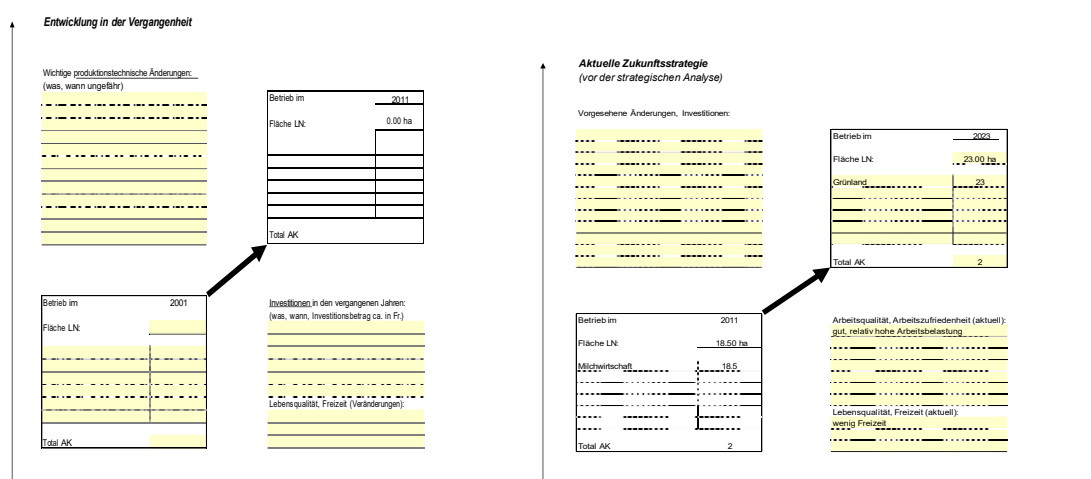 Entwicklung in der Vergangenheit
Wichtige produktionstechnische Änderungen:
(was, wann ungefähr)
Betrieb im 2011
Fläche LN: 0.00 ha
Total AK
Betrieb im 2001
Fläche LN:
Total AK
Investitionen in den vergangenen Jahren:
(was, wann, Investitionsbetrag ca. in Fr.)
Lebensqualität, Freizeit (Veränderungen):
Aktuelle Zukunftsstrategie
(vor der strategischen Analyse)
Vorgesehene Änderungen, Investitionen:
Betrieb im 2023
Fläche LN: 23.00 ha
Grünland 23
Total AK 2
Betrieb im 2011
Fläche LN: 18.50 ha
Milchwirtschaft 18.5
Total AK 2
Arbeitsqualität, Arbeitszufriedenheit (aktuell):
gut, relativ hohe Arbeitsbelastung
Lebensqualität, Freizeit (aktuell):
wenig Freizeit